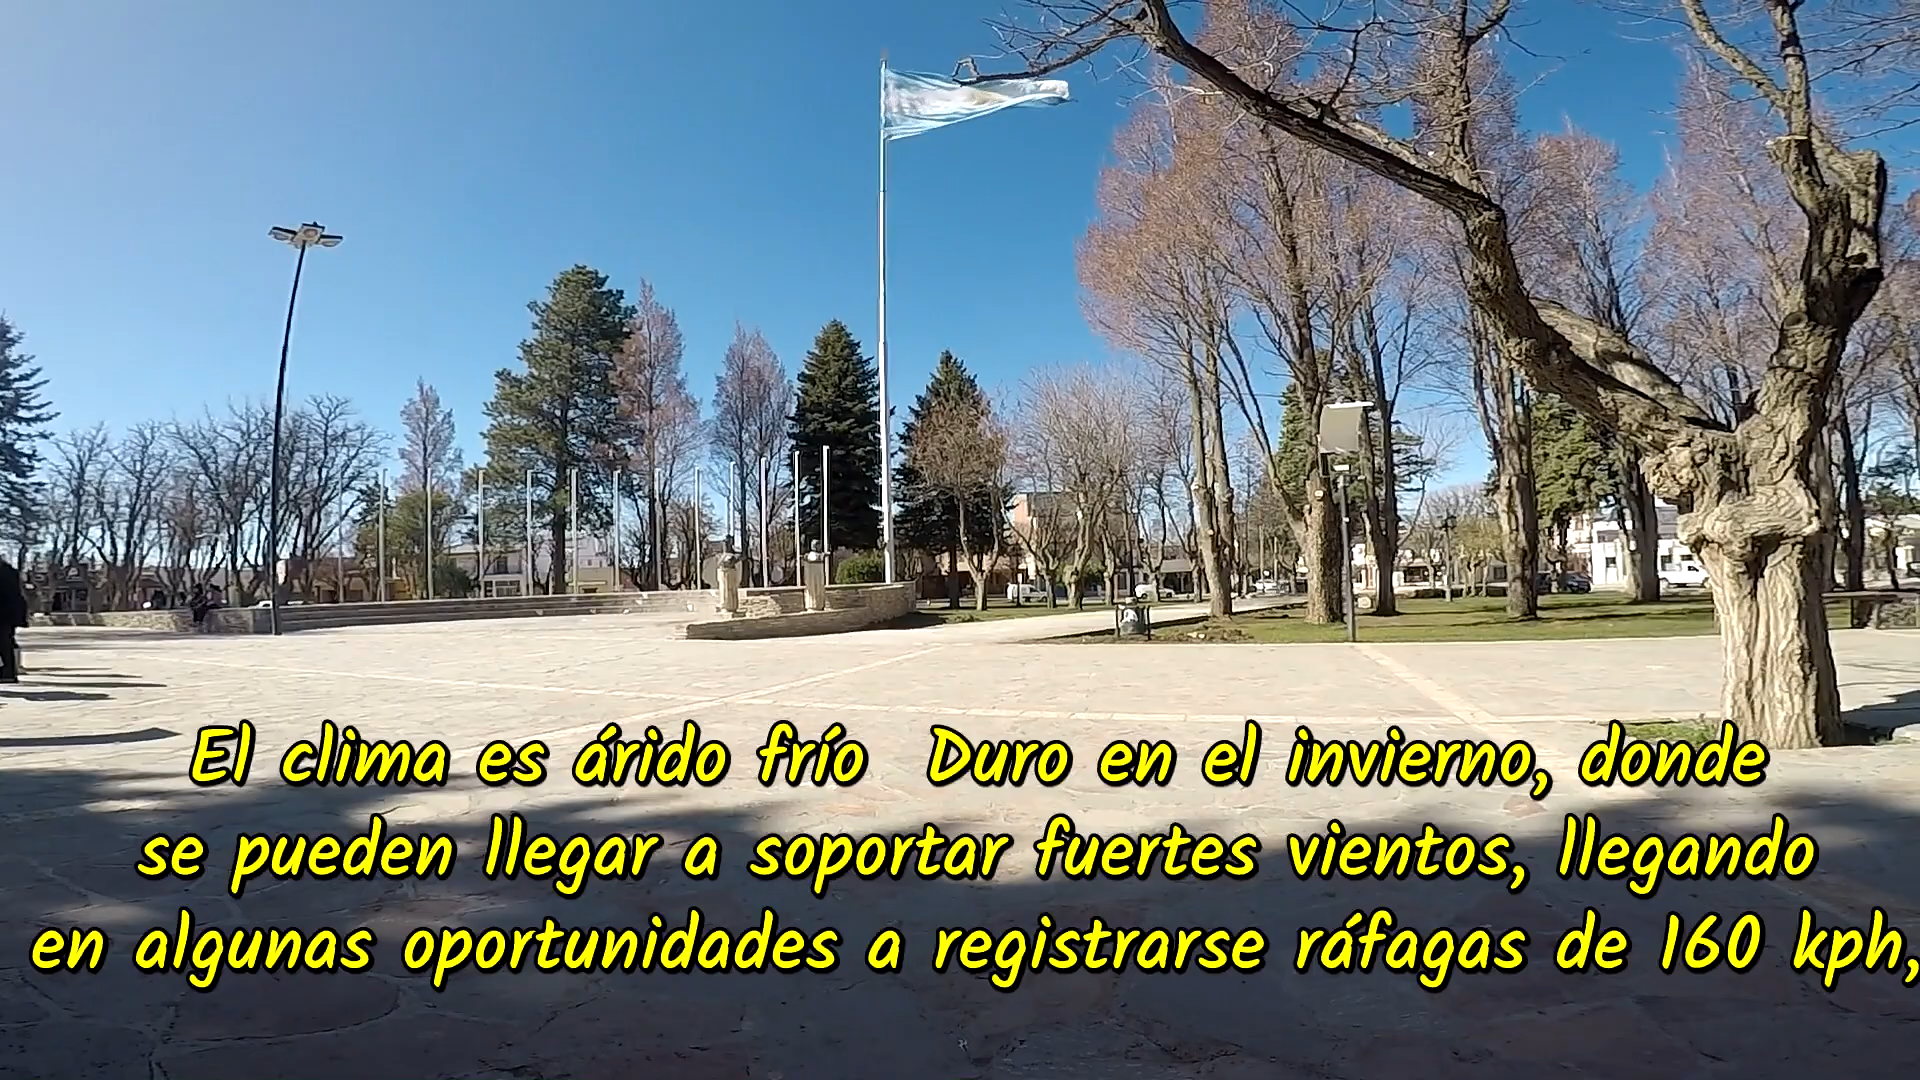 El clima es árido frío  Duro en el invierno, donde
se pueden llegar a soportar fuertes vientos, llegando
en algunas oportunidades a registrarse ráfagas de 160 kph,